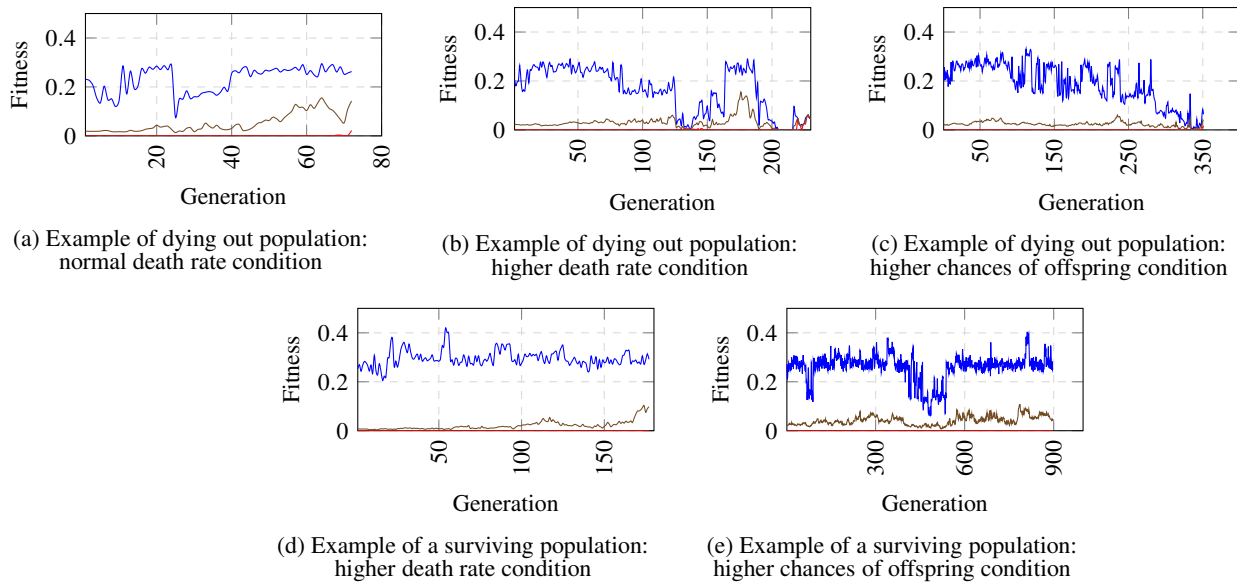 0.4
0.2
0
Fitness
20
40
60
80
Generation
(a) Example of dying out population:
normal death rate condition
0.4
0.2
0
Fitness
50
100
150
200
Generation
(b) Example of dying out population:
higher death rate condition
0.4
0.2
0
Fitness
50
150
250
350
Generation
(c) Example of dying out population:
higher chances of offspring condition
0.4
0.2
0
Fitness
50
100
150
Generation
(d) Example of a surviving population:
higher death rate condition
0.4
0.2
0
Fitness
300
600
900
Generation
(e) Example of a surviving population:
higher chances of offspring condition